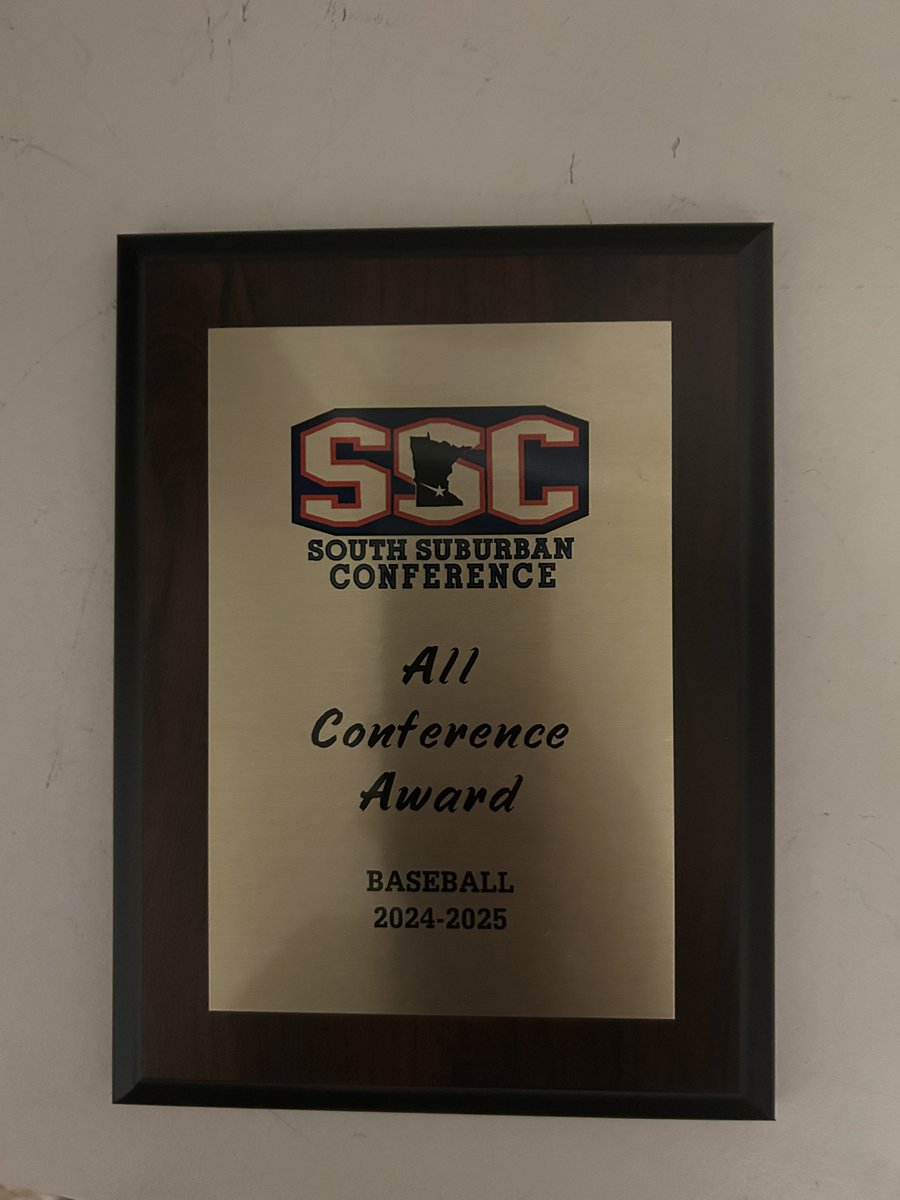 SSC
SOUTH SUBURBAN
CONFERENCE
All
Conference
Award
BASEBALL
2024-2025